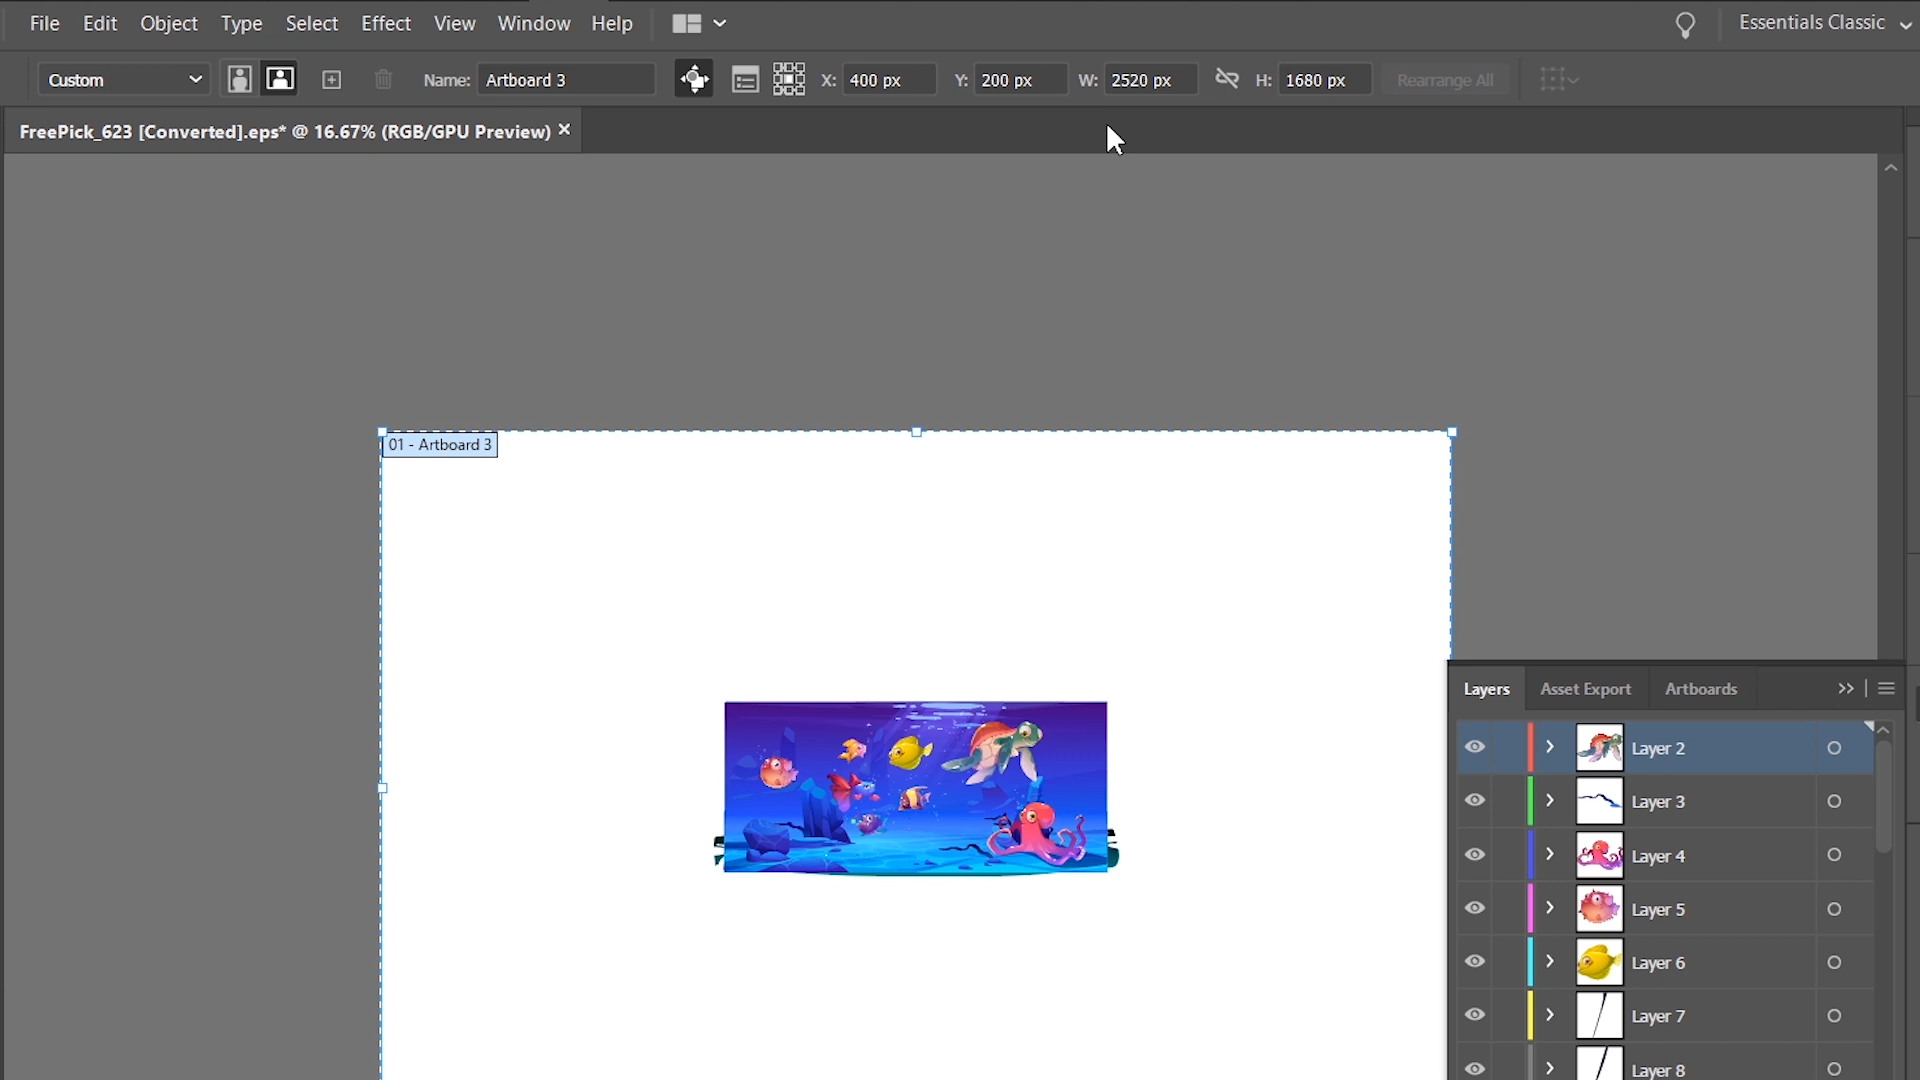 File Edit Object Type Select Effect View Window Help Essentials Classic
Custom Name: Artboard 3 X: 400 px Y: 200 px W: 2520 px H: 1680 px Rearrange All
FreePick_623 [Converted].eps* @ 16.67% (RGB/GPU Preview) ×
01 - Artboard 3
Layers Asset Export Artboards
Layer 2
Layer 3
Layer 4
Layer 5
Layer 6
Layer 7
Layer 8